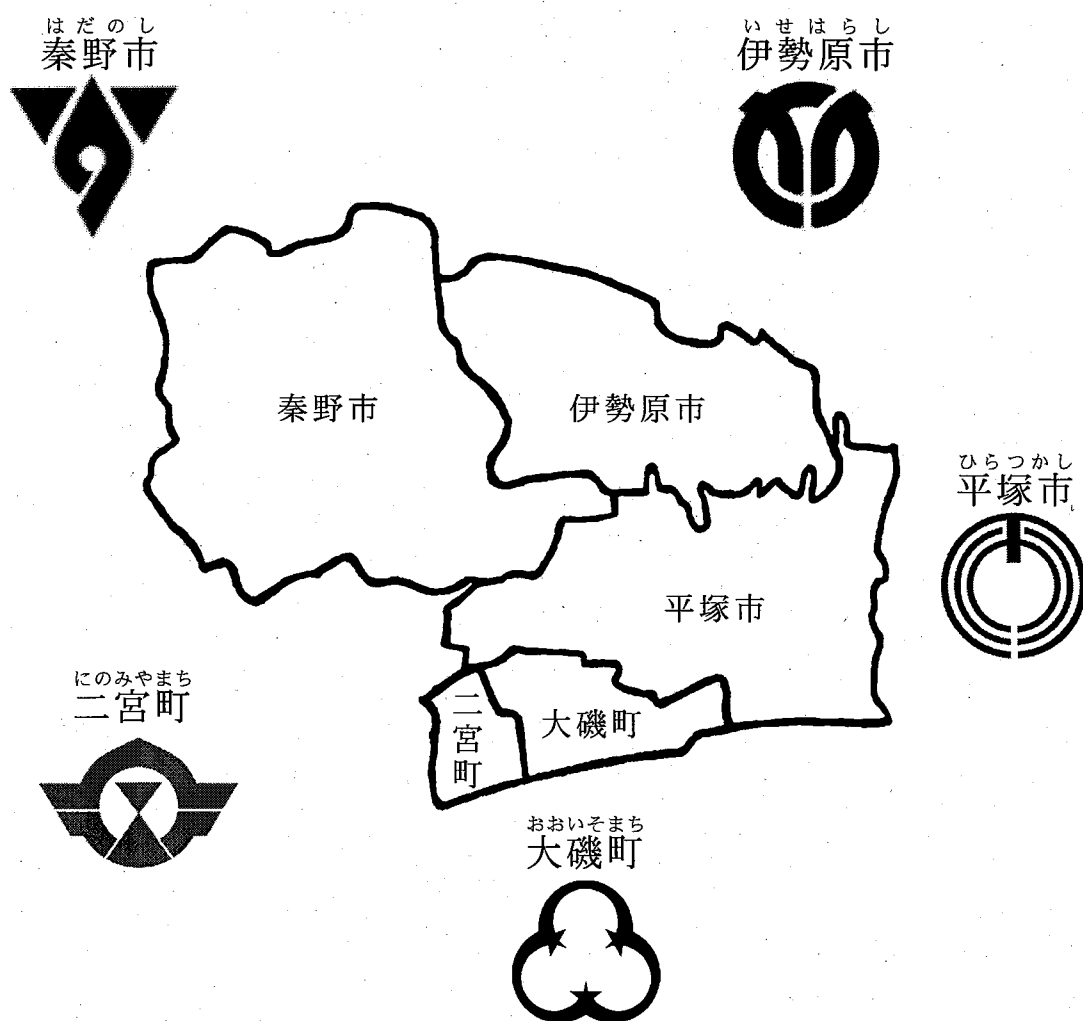 はだのし
秦野市
いせはらし
伊勢原市
秦野市
伊勢原市
ひらつかし
平塚市
平塚市
にのみやまち
二宮町
二宮町
大磯町
おおいそまち
大磯町